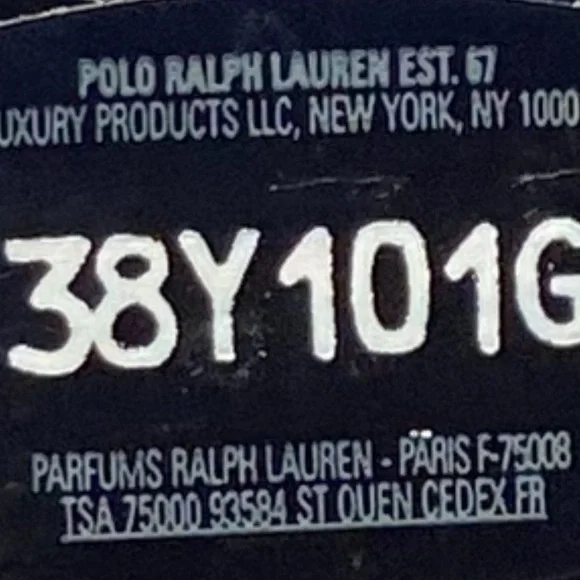 POLO RALPH LAUREN EST. 67
UXURY PRODUCTS LLC, NEW YORK, NY 1000
38Y101G
PARFUMS RALPH LAUREN - PARIS F-75008
TSA 75000 93584 ST OUEN CEDEX FR